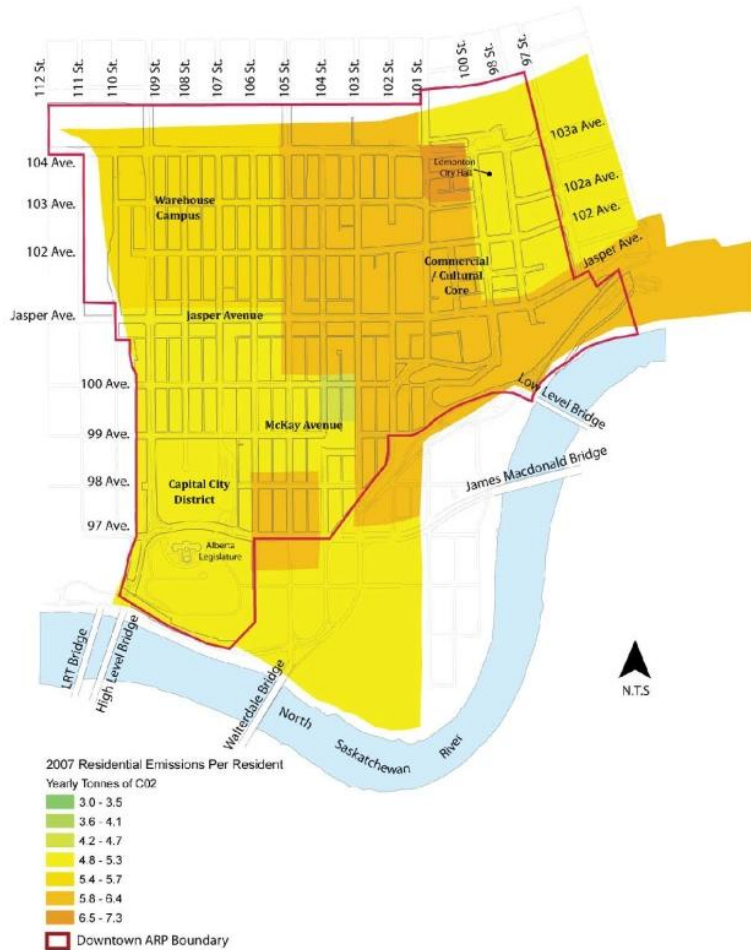 112 St.
111 St.
110 St.
109 St.
108 St.
107 St.
106 St.
105 St.
104 St.
103 St.
102 St.
101 St.
100 St.
98 St.
97 St.
104 Ave.
103 Ave.
102 Ave.
Jasper Ave.
100 Ave.
99 Ave.
98 Ave.
97 Ave.
103a Ave.
102a Ave.
102 Ave.
Jasper Ave.
Edmonton
City Hall
Warehouse
Campus
Commercial
/ Cultural
Core
Jasper Avenue
McKay Avenue
Capital City
District
Alberta
Legislature
Low Level Bridge
James Macdonald Bridge
LRT Bridge
High Level Bridge
Walterdale Bridge
North Saskatchewan River
N.T.S
2007 Residential Emissions Per Resident
Yearly Tonnes of C02
3.0 - 3.5
3.6 - 4.1
4.2 - 4.7
4.8 - 5.3
5.4 - 5.7
5.8 - 6.4
6.5 - 7.3
Downtown ARP Boundary